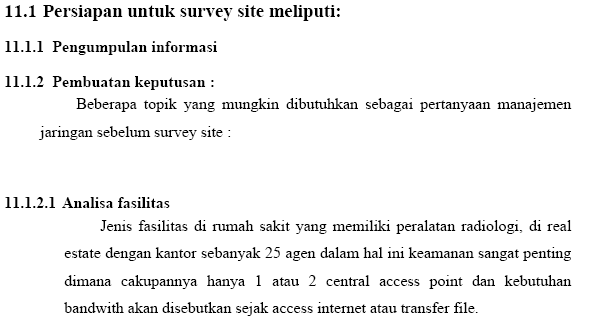 11.1 Persiapan untuk survey site meliputi:
11.1.1 Pengumpulan informasi
11.1.2 Pembuatan keputusan :
Beberapa topik yang mungkin dibutuhkan sebagai pertanyaan manajemen
jaringan sebelum survey site :
11.1.2.1 Analisa fasilitas
Jenis fasilitas di rumah sakit yang memiliki peralatan radiologi, di real
estate dengan kantor sebanyak 25 agen dalam hal ini keamanan sangat penting
dimana cakupannya hanya 1 atau 2 central access point dan kebutuhan
bandwith akan disebutkan sejak access internet atau transfer file.